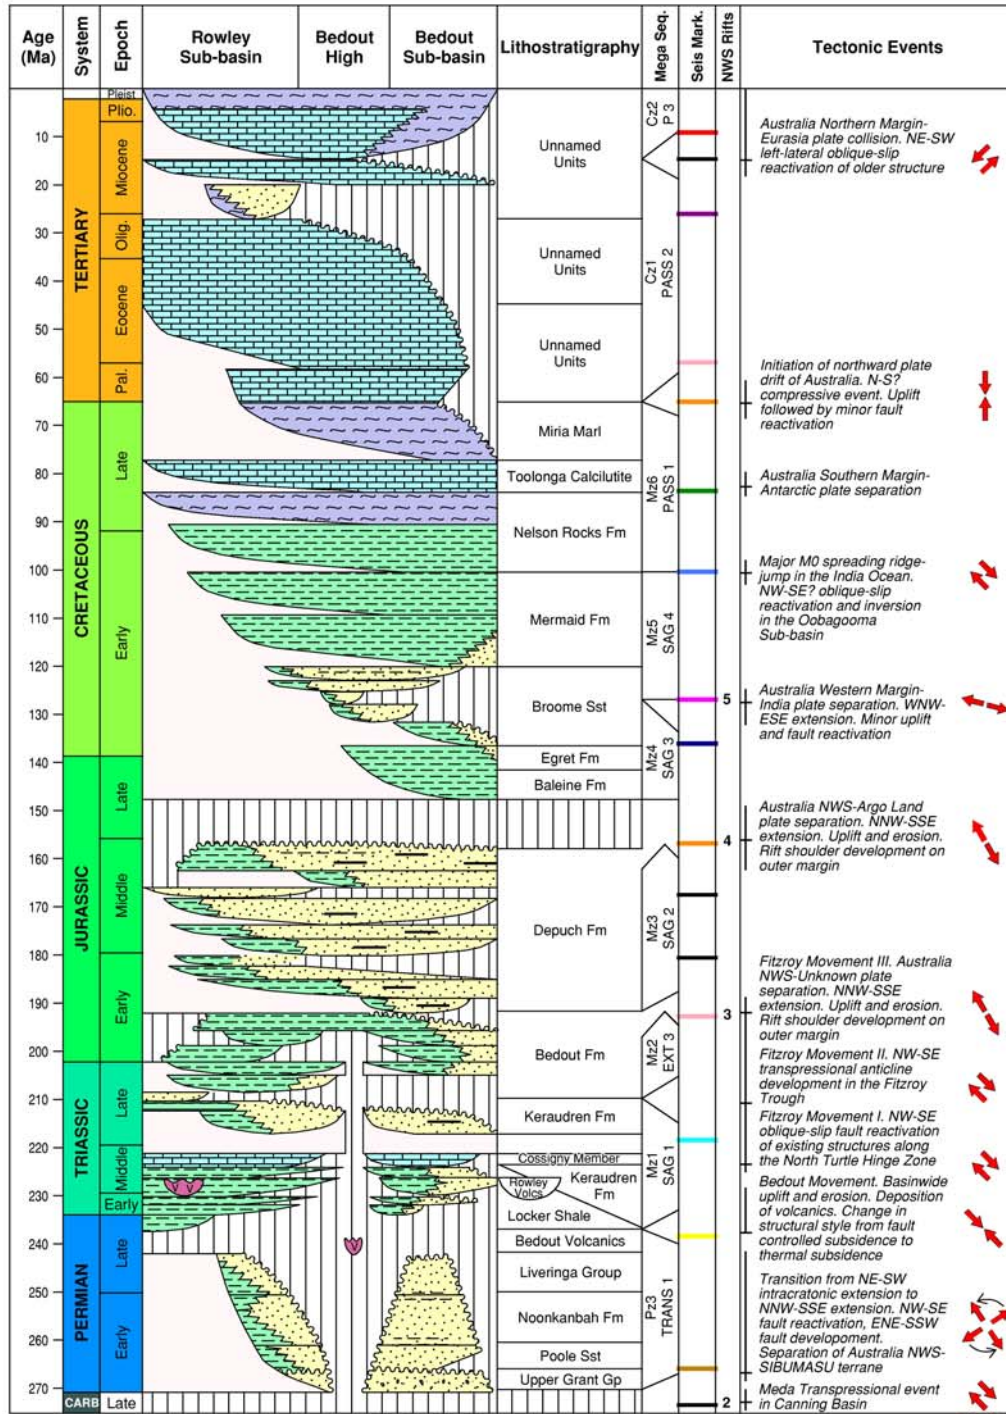 Age (Ma)
System
Epoch
Rowley Sub-basin
Bedout High
Bedout Sub-basin
Lithostratigraphy
Mega Seq.
Seis Mark.
NWS Rifts
Tectonic Events
10
20
30
40
50
60
70
80
90
100
110
120
130
140
150
160
170
180
190
200
210
220
230
240
250
260
270
TERTIARY
CRETACEOUS
JURASSIC
TRIASSIC
PERMIAN
CARB
Pleist
Plio.
Miocene
Olig.
Eocene
Pal.
Late
Early
Late
Middle
Early
Late
Middle
Early
Late
Early
Late
Unnamed
Units
Unnamed
Units
Unnamed
Units
Miria Marl
Toolonga Calcilutite
Nelson Rocks Fm
Mermaid Fm
Broome Sst
Egret Fm
Baleine Fm
Depuch Fm
Bedout Fm
Keraudren Fm
Cossigny Member
Rowley
Volcs
Keraudren
Fm
Locker Shale
Bedout Volcanics
Liveringa Group
Noonkanbah Fm
Poole Sst
Upper Grant Gp
Cz2
P 3
Cz1
PASS 2
Mz6
PASS 1
Mz5
SAG 4
Mz4
SAG 3
Mz3
SAG 2
Mz2
EXT 3
Mz1
SAG 1
Pz3
TRANS 1
5
4
3
2
Australia Northern Margin-
Eurasia plate collision. NE-SW
left-lateral oblique-slip
reactivation of older structure
Initiation of northward plate
drift of Australia. N-S?
compressive event. Uplift
followed by minor fault
reactivation
Australia Southern Margin-
Antarctic plate separation
Major M0 spreading ridge-
jump in the India Ocean.
NW-SE? oblique-slip
reactivation and inversion
in the Oobagooma
Sub-basin
Australia Western Margin-
India plate separation. WNW-
ESE extension. Minor uplift
and fault reactivation
Australia NWS-Argo Land
plate separation. NNW-SSE
extension. Uplift and erosion.
Rift shoulder development on
outer margin
Fitzroy Movement III. Australia
NWS-Unknown plate
separation. NNW-SSE
extension. Uplift and erosion.
Rift shoulder development on
outer margin
Fitzroy Movement II. NW-SE
transpressional anticline
development in the Fitzroy
Trough
Fitzroy Movement I. NW-SE
oblique-slip fault reactivation
of existing structures along
the North Turtle Hinge Zone
Bedout Movement. Basinwide
uplift and erosion. Deposition
of volcanics. Change in
structural style from fault
controlled subsidence to
thermal subsidence
Transition from NE-SW
intracratonic extension to
NNW-SSE extension. NW-SE
fault reactivation, ENE-SSW
fault developoment.
Separation of Australia NWS-
SIBUMASU terrane
Meda Transpressional event
in Canning Basin